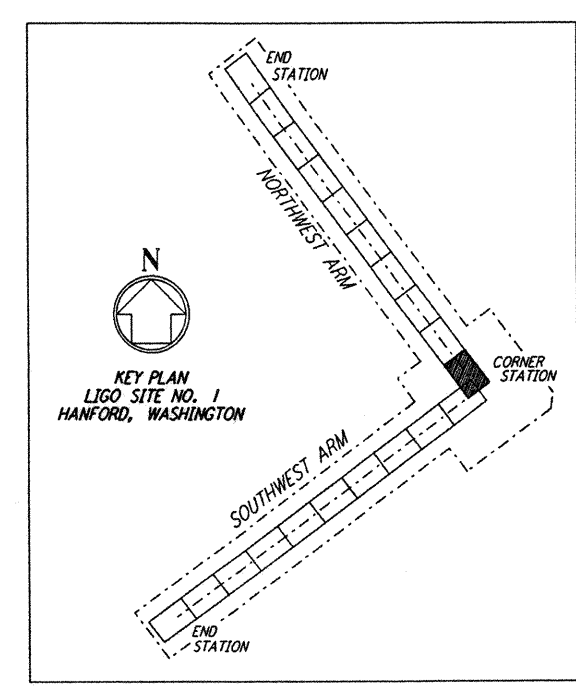 END
STATION
NORTHWEST ARM
N
KEY PLAN
LIGO SITE NO. 1
HANFORD, WASHINGTON
CORNER
STATION
SOUTHWEST ARM
END
STATION